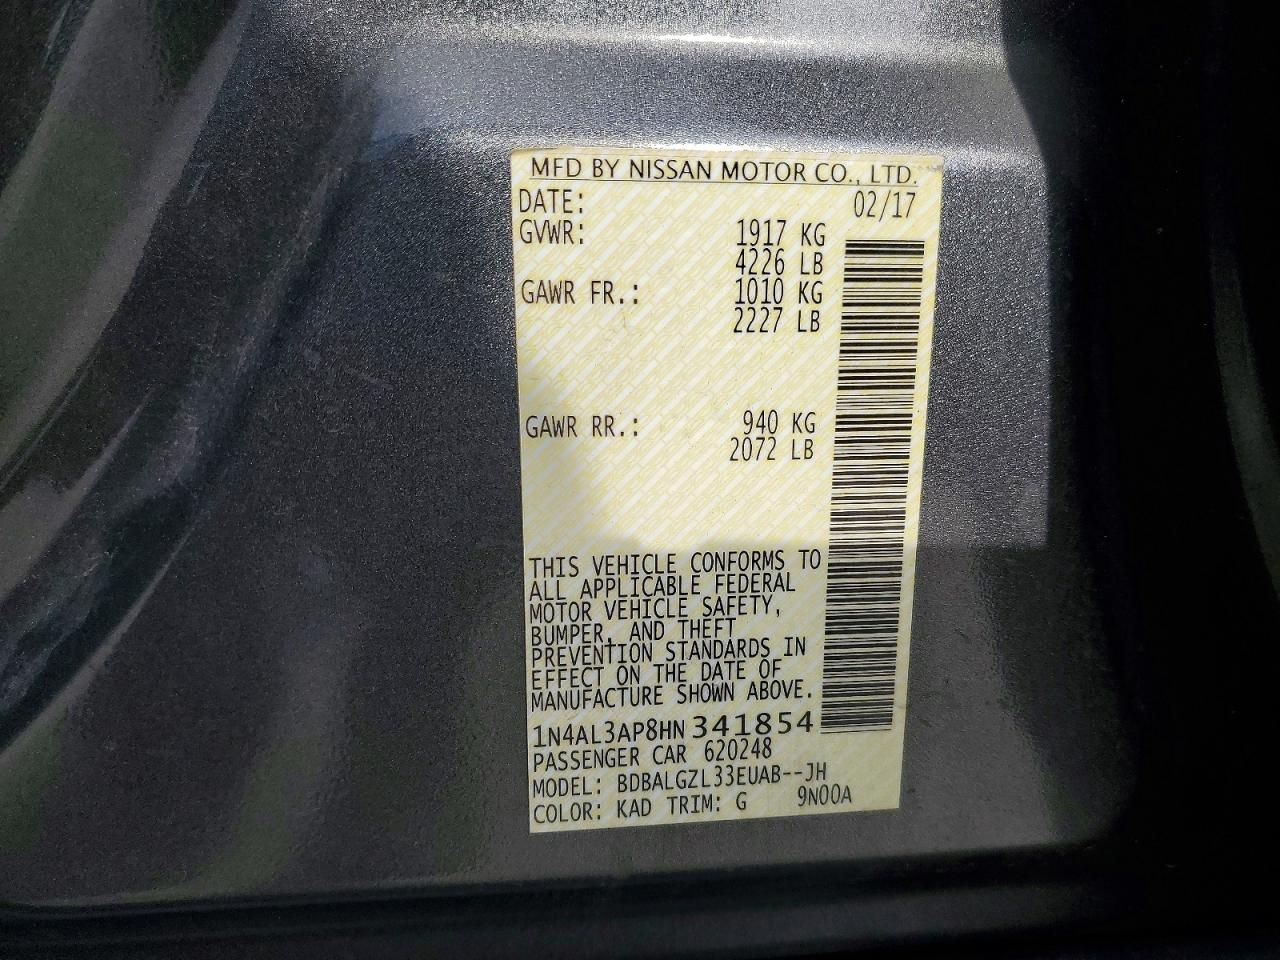 MFD BY NISSAN MOTOR CO., LTD.
DATE: 02/17
GVWR: 1917 KG
4226 LB
GAWR FR.: 1010 KG
2227 LB
GAWR RR.: 940 KG
2072 LB
THIS VEHICLE CONFORMS TO
ALL APPLICABLE FEDERAL
MOTOR VEHICLE SAFETY,
BUMPER, AND THEFT
PREVENTION STANDARDS IN
EFFECT ON THE DATE OF
MANUFACTURE SHOWN ABOVE.
1N4AL3AP8HN 341854
PASSENGER CAR 620248
MODEL: BDBALGZL33EUAB--JH
COLOR: KAD TRIM: G 9N00A